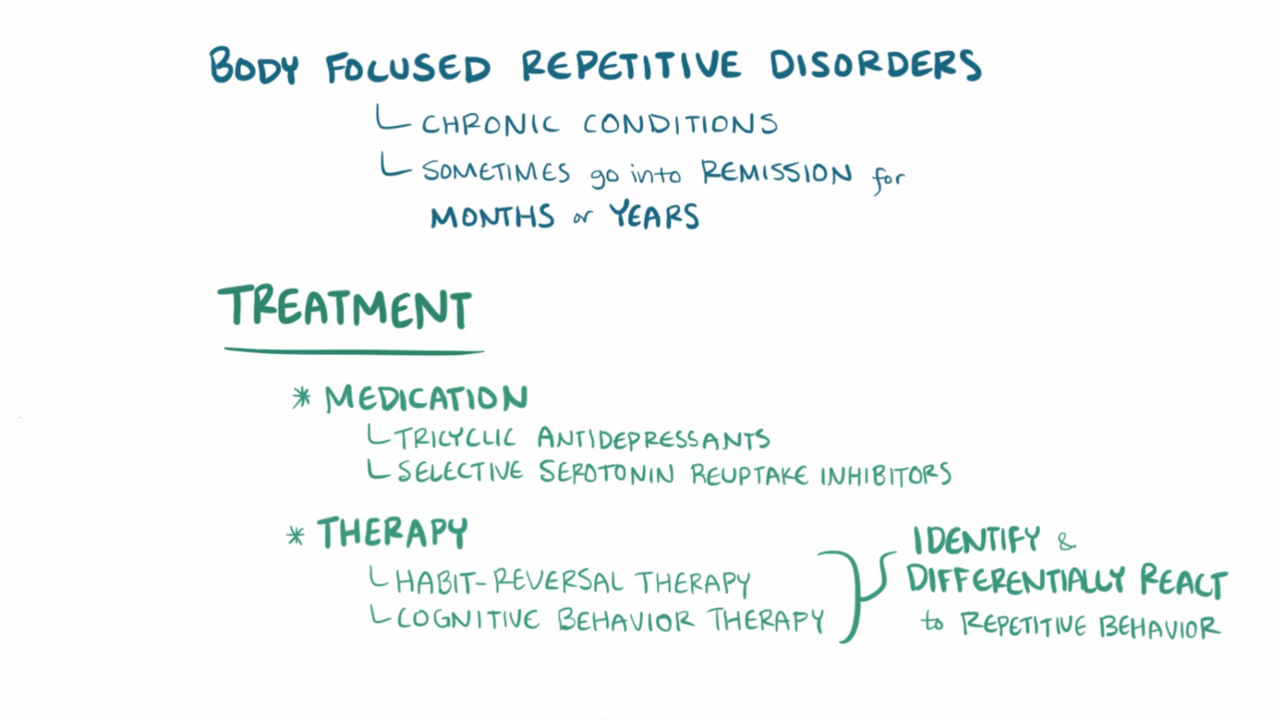 BODY FOCUSED REPETITIVE DISORDERS
CHRONIC CONDITIONS
SOMETIMES go into REMISSION for
MONTHS or YEARS
TREATMENT
* MEDICATION
TRICYCLIC ANTIDEPRESSANTS
SELECTIVE SEROTONIN REUPTAKE INHIBITORS
* THERAPY
HABIT-REVERSAL THERAPY
COGNITIVE BEHAVIOR THERAPY
IDENTIFY &
DIFFERENTIALLY REACT
to REPETITIVE BEHAVIOR